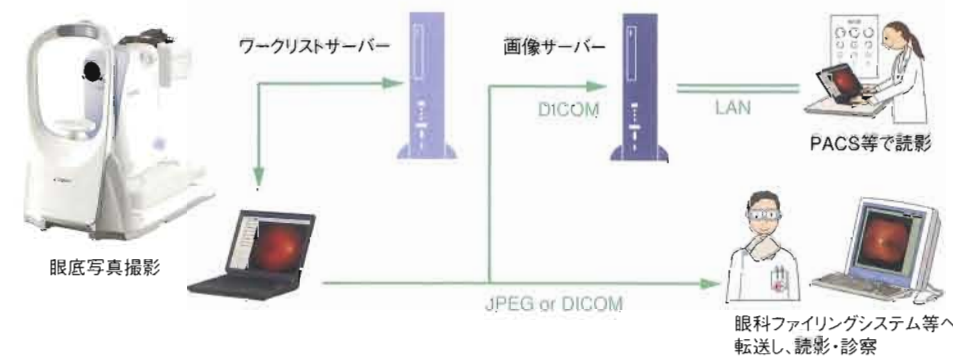 ワークリストサーバー
画像サーバー
DICOM
LAN
PACS等で読影
眼底写真撮影
JPEG or DICOM
眼科ファイリングシステム等へ
転送し、読影・診察